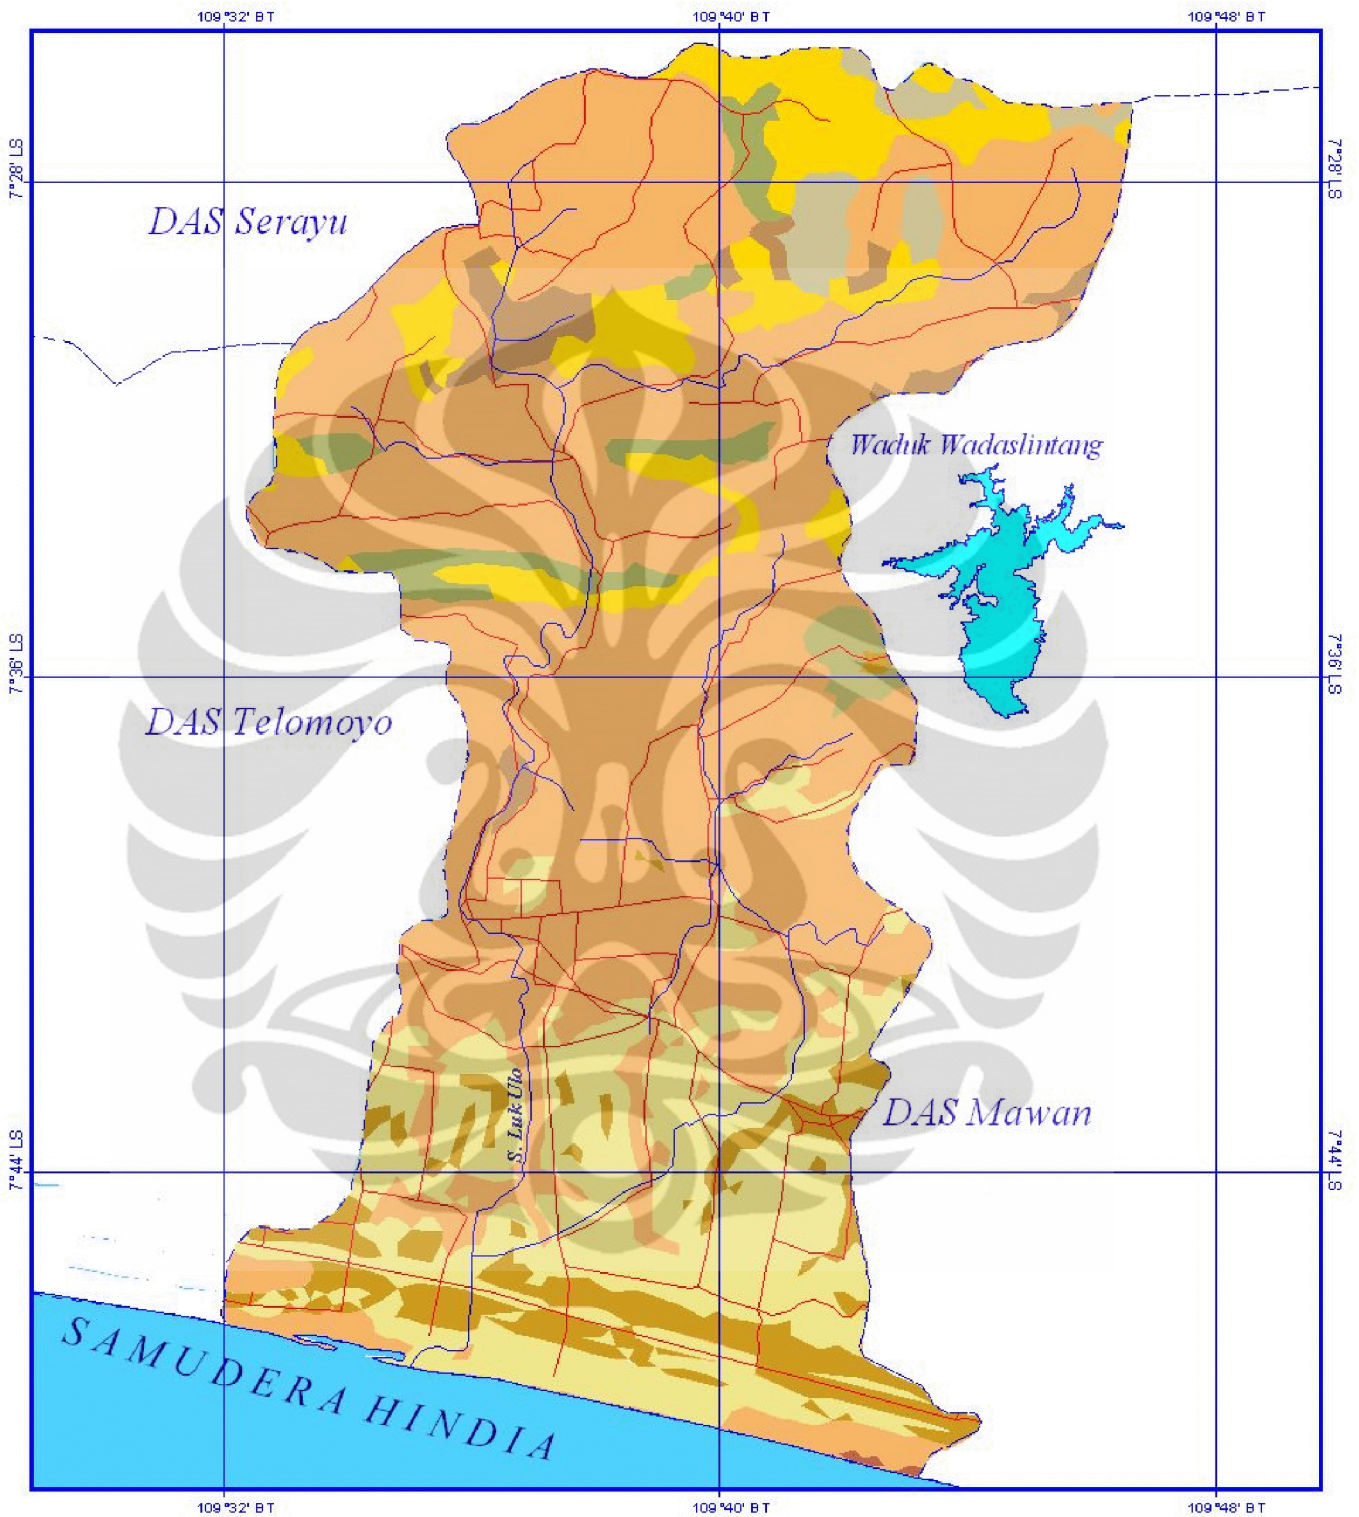 109°32' BT
109°40' BT
109°48' BT
7°28' LS
7°28' LS
DAS Serayu
Waduk Wadaslintang
7°36' LS
7°36' LS
DAS Telomoyo
S. Luk Ulo
DAS Mawan
7°44' LS
7°44' LS
SAMUDERA HINDIA
109°32' BT
109°40' BT
109°48' BT